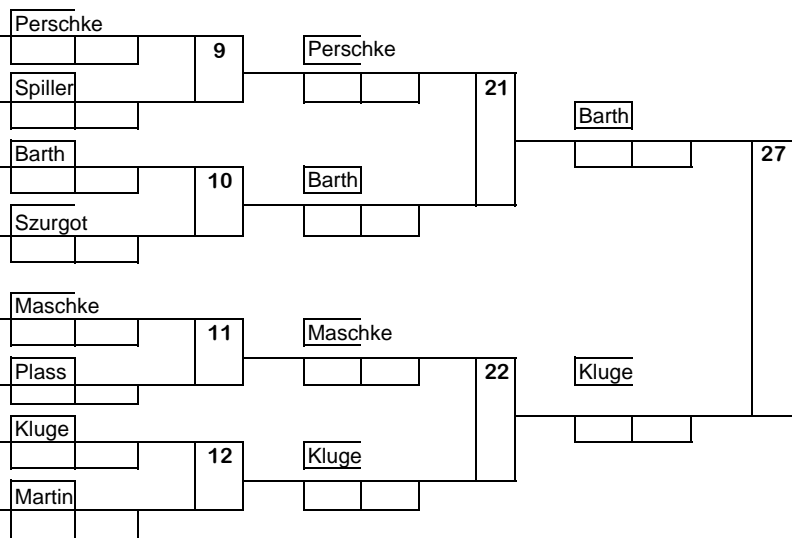 Perschke
9
Perschke
Spiller
21
Barth
Barth
27
10
Barth
Szurgot
Maschke
11
Maschke
Plass
22
Kluge
Kluge
12
Kluge
Martin